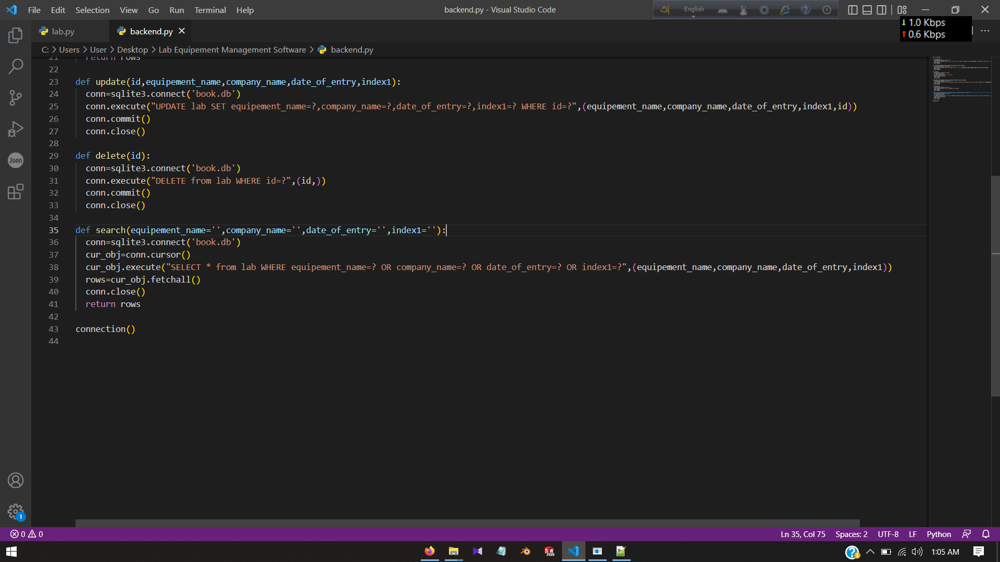 File Edit Selection View Go Run Terminal Help
backend.py - Visual Studio Code
English
1.0 Kbps
0.6 Kbps
lab.py
backend.py
C: > Users > User > Desktop > Lab Equipement Management Software > backend.py
21 return rows
22
23 def update(id,equipement_name,company_name,date_of_entry,index1):
24 conn=sqlite3.connect('book.db')
25 conn.execute("UPDATE lab SET equipement_name=?,company_name=?,date_of_entry=?,index1=? WHERE id=?",(equipement_name,company_name,date_of_entry,index1,id))
26 conn.commit()
27 conn.close()
28
29 def delete(id):
30 conn=sqlite3.connect('book.db')
31 conn.execute("DELETE from lab WHERE id=?",(id,))
32 conn.commit()
33 conn.close()
34
35 def search(equipement_name='',company_name='',date_of_entry='',index1=''):
36 conn=sqlite3.connect('book.db')
37 cur_obj=conn.cursor()
38 cur_obj.execute("SELECT * from lab WHERE equipement_name=? OR company_name=? OR date_of_entry=? OR index1=?",(equipement_name,company_name,date_of_entry,index1))
39 rows=cur_obj.fetchall()
40 conn.close()
41 return rows
42
43 connection()
44
Json
1
0 0
Ln 35, Col 75 Spaces: 2 UTF-8 LF Python
SW 2020
1:05 AM